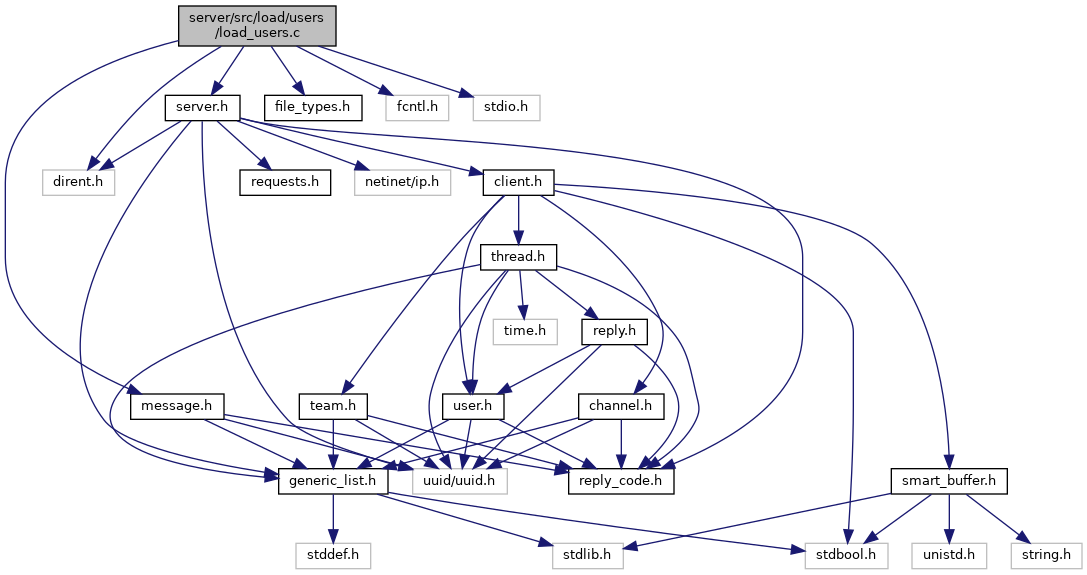 server/src/load/users
/load_users.c
server.h
file_types.h
fcntl.h
stdio.h
dirent.h
requests.h
netinet/ip.h
client.h
thread.h
time.h
reply.h
message.h
team.h
user.h
channel.h
generic_list.h
uuid/uuid.h
reply_code.h
smart_buffer.h
stddef.h
stdlib.h
stdbool.h
unistd.h
string.h